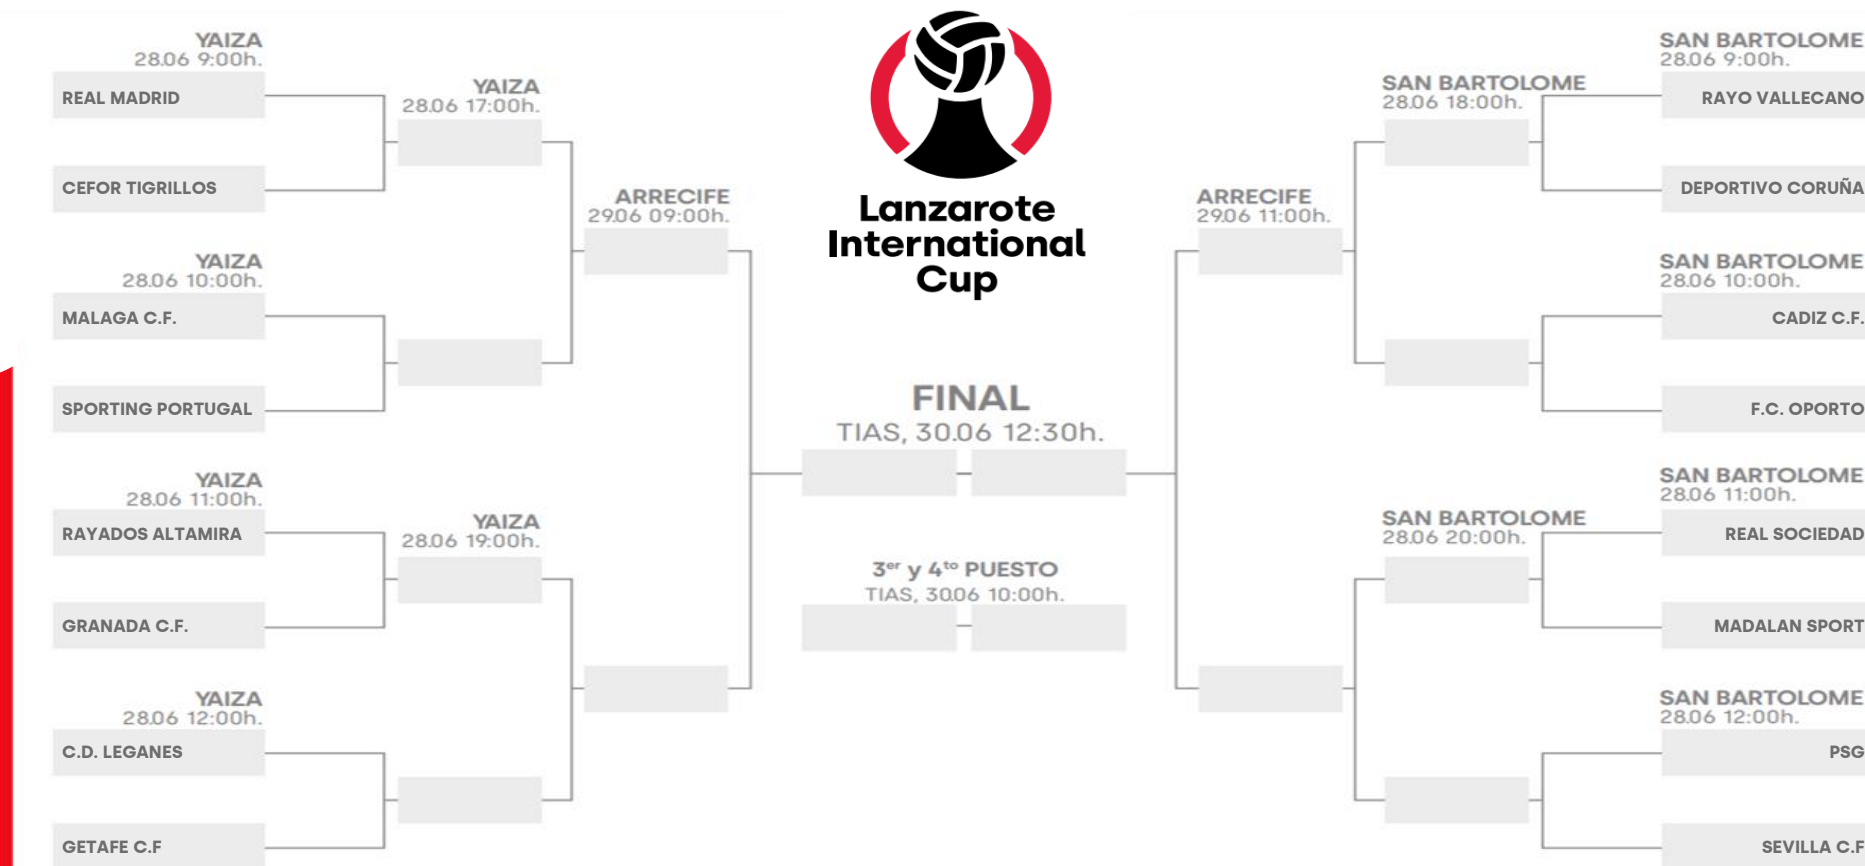 YAIZA
28.06 9:00h.
REAL MADRID
CEFOR TIGRILLOS
YAIZA
28.06 10:00h.
MALAGA C.F.
SPORTING PORTUGAL
YAIZA
28.06 11:00h.
RAYADOS ALTAMIRA
GRANADA C.F.
YAIZA
28.06 12:00h.
C.D. LEGANES
GETAFE C.F
YAIZA
28.06 17:00h.
YAIZA
28.06 19:00h.
ARRECIFE
29.06 09:00h.
Lanzarote
International
Cup
FINAL
TIAS, 30.06 12:30h.
3er y 4to PUESTO
TIAS, 30.06 10:00h.
ARRECIFE
29.06 11:00h.
SAN BARTOLOME
28.06 18:00h.
SAN BARTOLOME
28.06 20:00h.
SAN BARTOLOME
28.06 9:00h.
RAYO VALLECANO
DEPORTIVO CORUÑA
SAN BARTOLOME
28.06 10:00h.
CADIZ C.F.
F.C. OPORTO
SAN BARTOLOME
28.06 11:00h.
REAL SOCIEDAD
MADALAN SPORT
SAN BARTOLOME
28.06 12:00h.
PSG
SEVILLA C.F